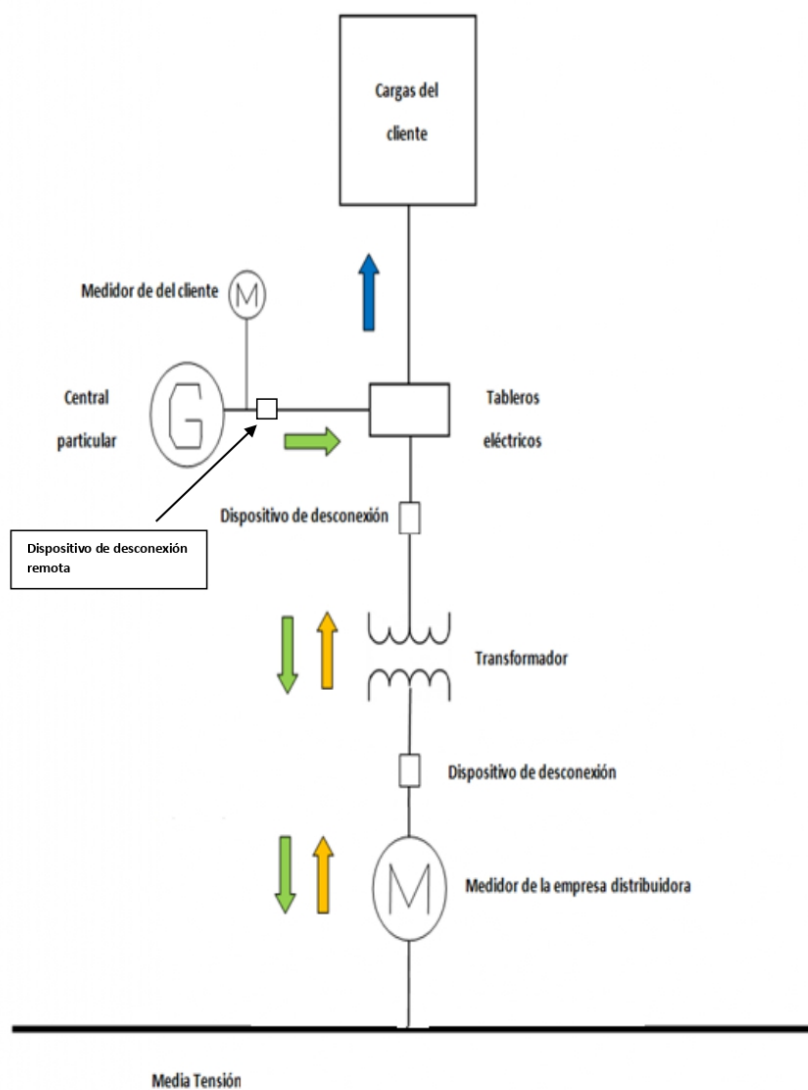 Cargas del
cliente
Medidor de del cliente
M
Central
particular
G
Tableros
eléctricos
Dispositivo de desconexión
Dispositivo de desconexión
remota
Transformador
Dispositivo de desconexión
M
Medidor de la empresa distribuidora
Media Tensión